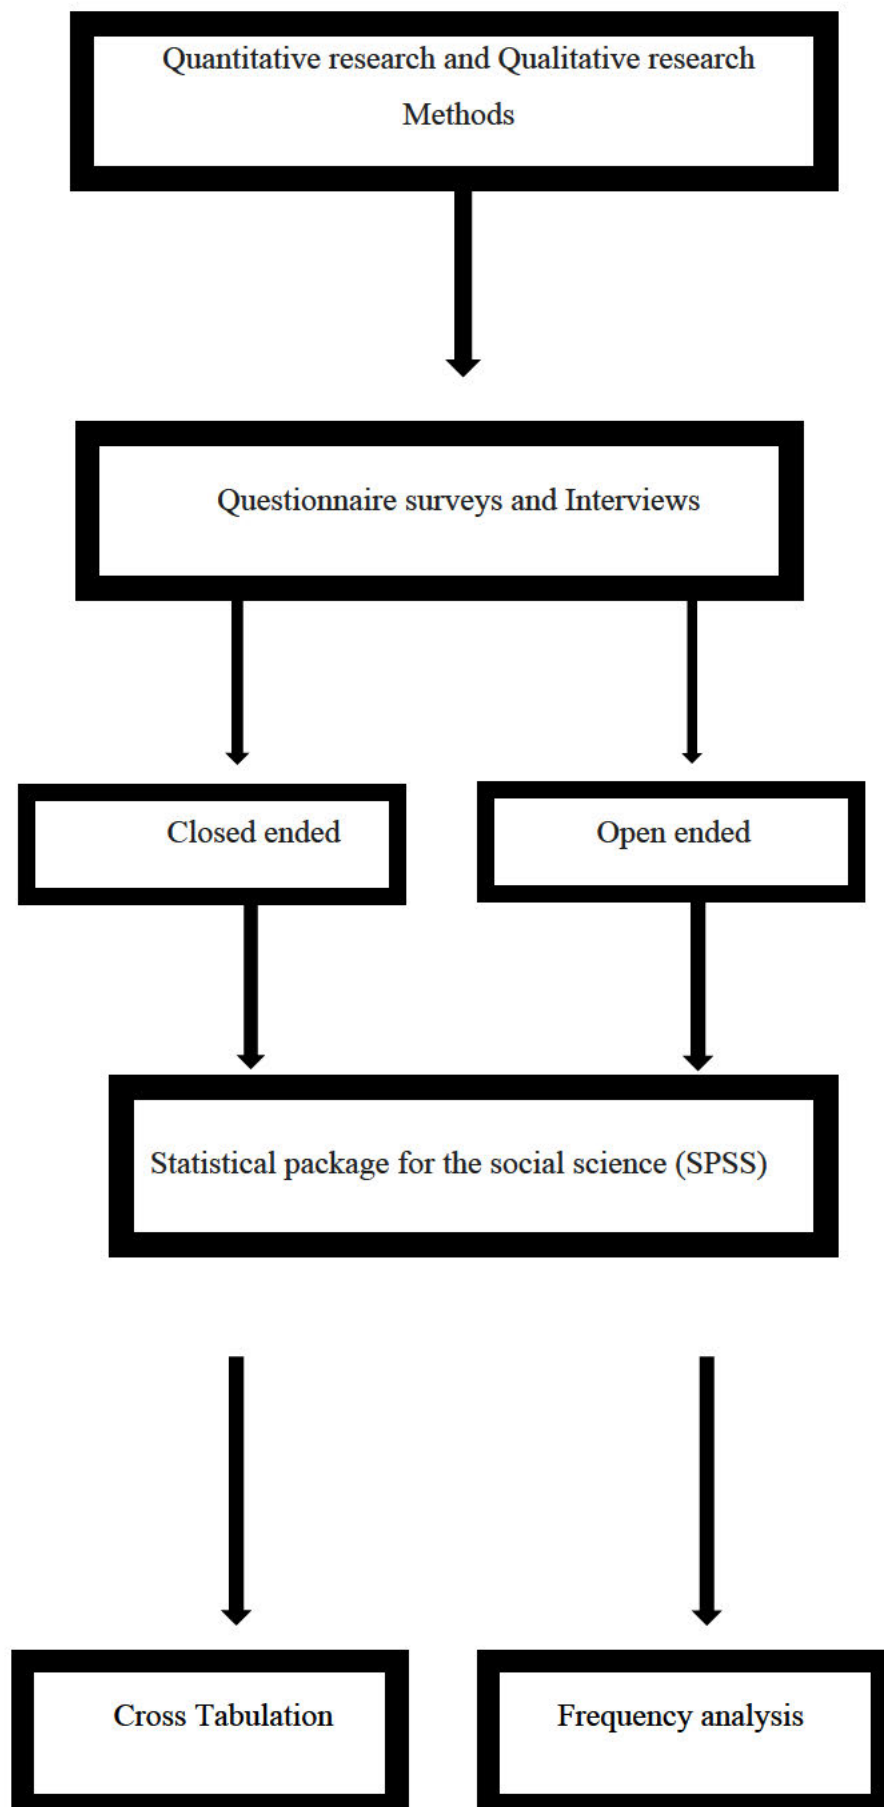 Quantitative research and Qualitative research
Methods
Questionnaire surveys and Interviews
Closed ended
Open ended
Statistical package for the social science (SPSS)
Cross Tabulation
Frequency analysis